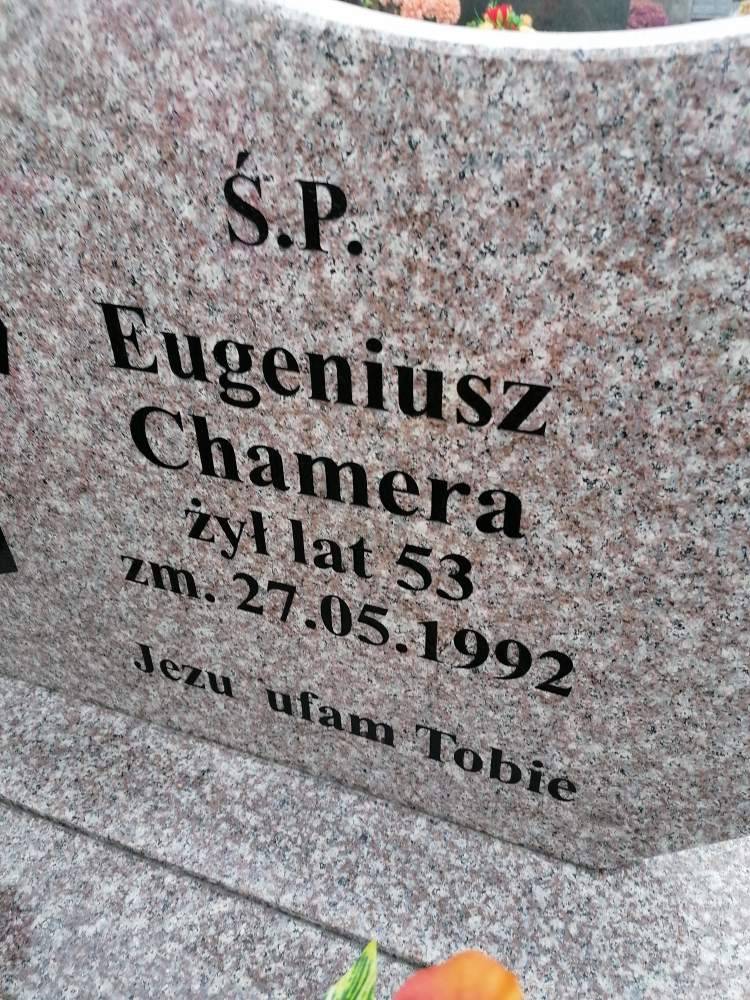 Ś.P.
Eugeniusz
Chamera
żył lat 53
zm. 27.05.1992
Jezu ufam Tobie